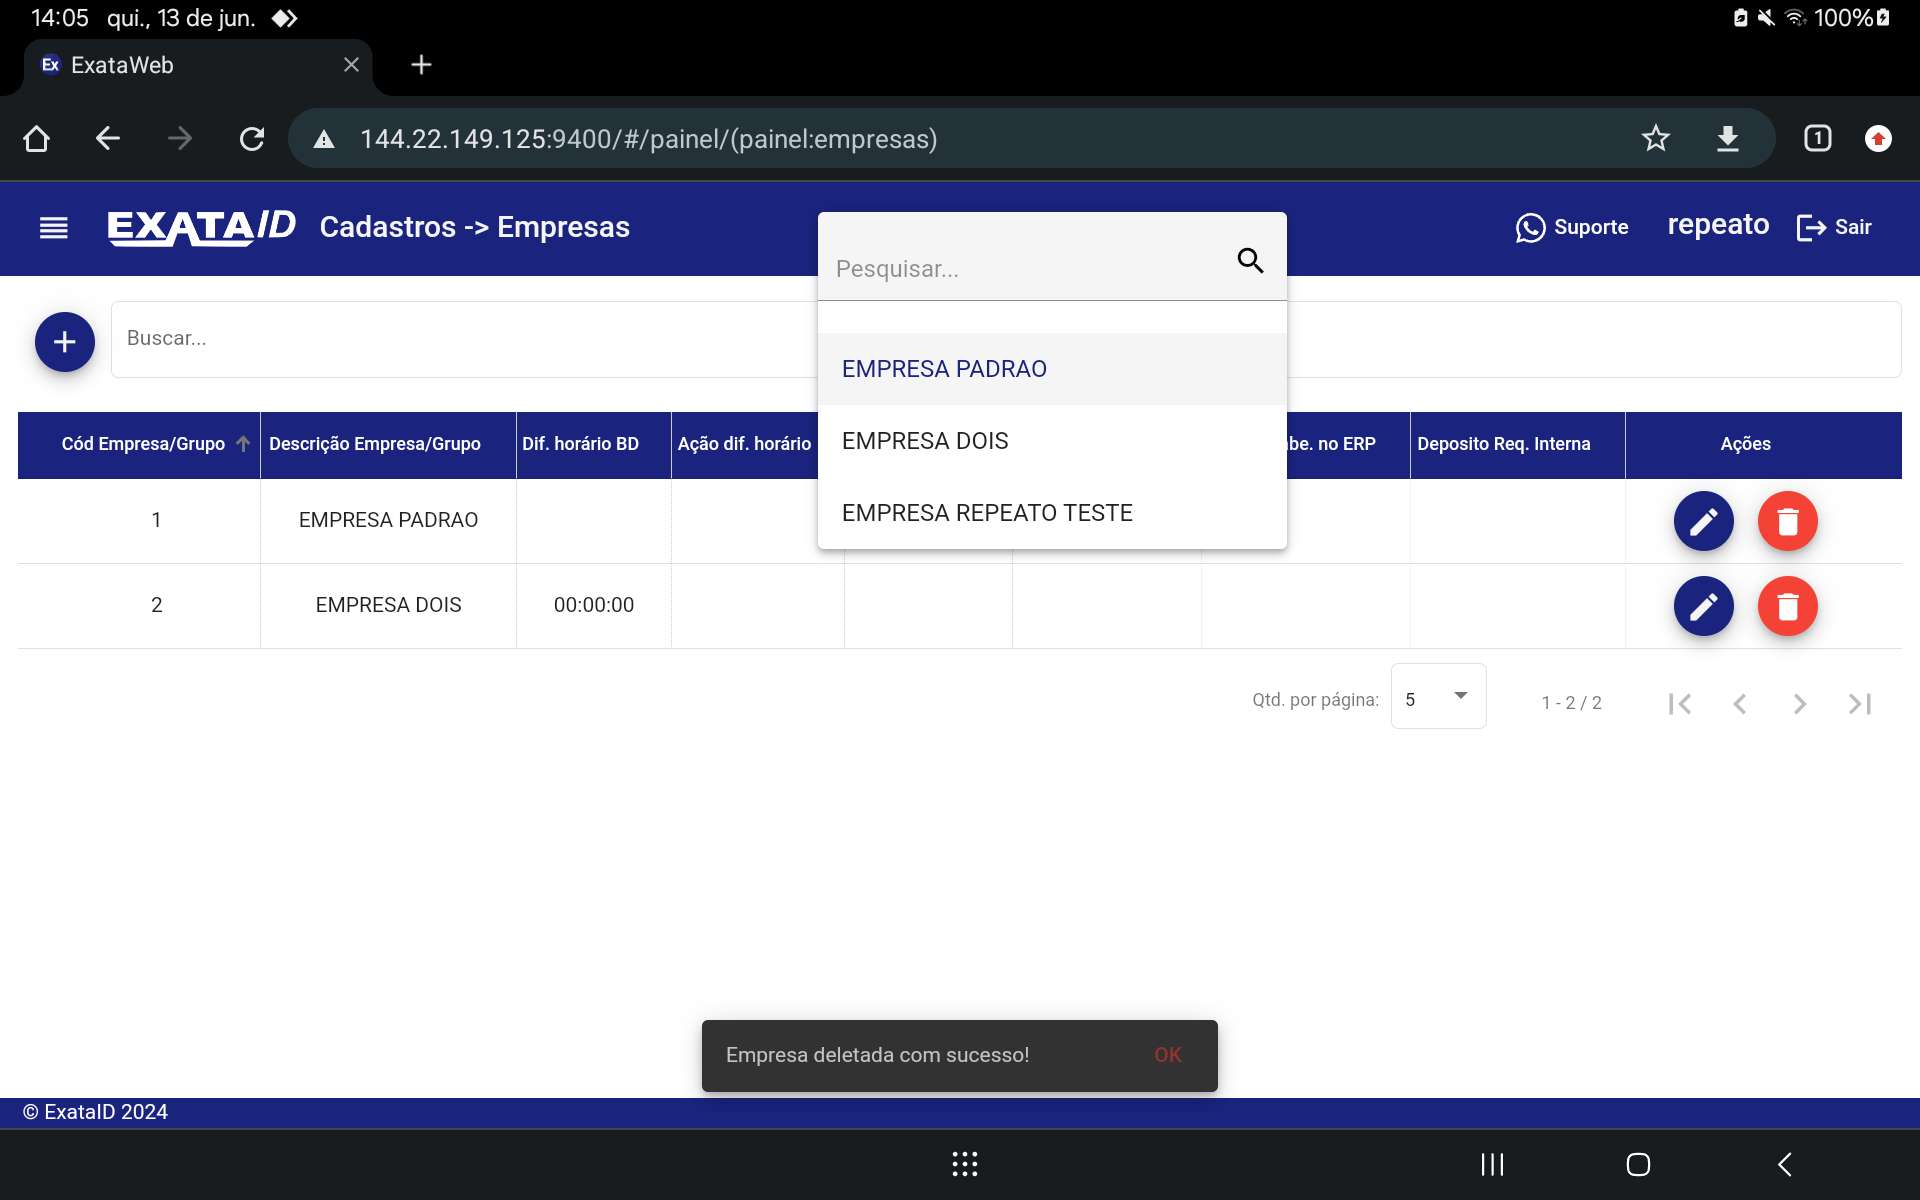 14:05 qui., 13 de jun. 100%
Ex ExataWeb
144.22.149.125:9400/#/painel/(painel:empresas) 1
EXATAID Cadastros -> Empresas Suporte repeato Sair
Pesquisar...
Buscar...
EMPRESA PADRAO
EMPRESA DOIS
EMPRESA REPEATO TESTE
Cód Empresa/Grupo Descrição Empresa/Grupo Dif. horário BD Ação dif. horário be. no ERP Deposito Req. Interna Ações
1 EMPRESA PADRAO
2 EMPRESA DOIS 00:00:00
Qtd. por página: 5 1 - 2 / 2
Empresa deletada com sucesso! OK
© ExataID 2024